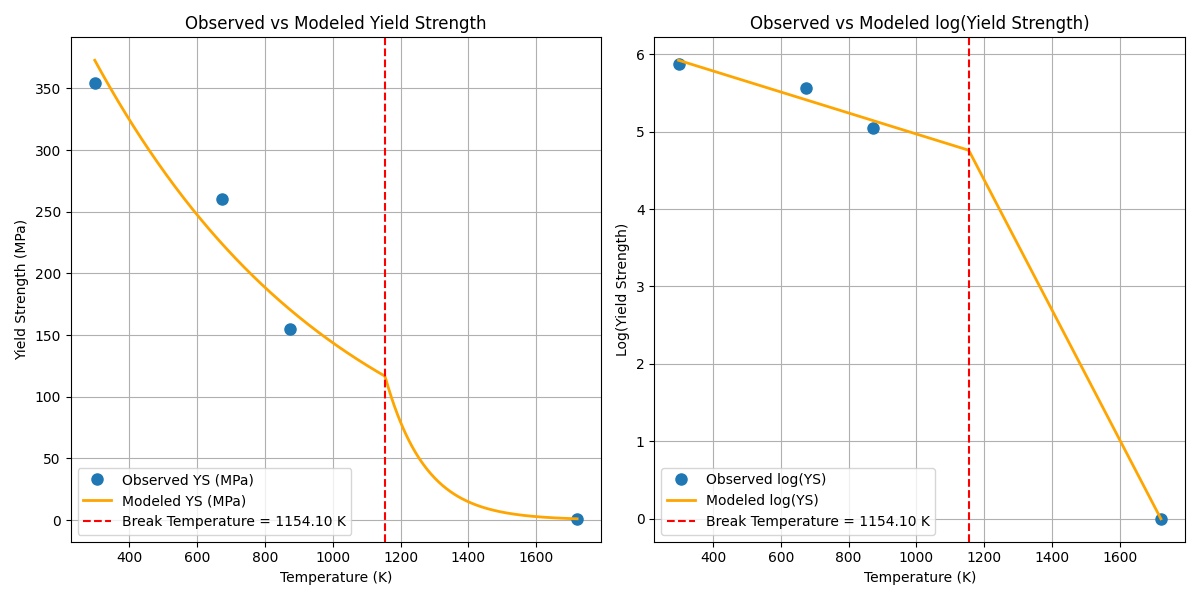 Observed vs Modeled Yield Strength
Yield Strength (MPa)
350
300
250
200
150
100
50
0
Observed YS (MPa)
Modeled YS (MPa)
Break Temperature = 1154.10 K
400 600 800 1000 1200 1400 1600
Temperature (K)
Observed vs Modeled log(Yield Strength)
Log(Yield Strength)
6
5
4
3
2
1
0
Observed log(YS)
Modeled log(YS)
Break Temperature = 1154.10 K
400 600 800 1000 1200 1400 1600
Temperature (K)